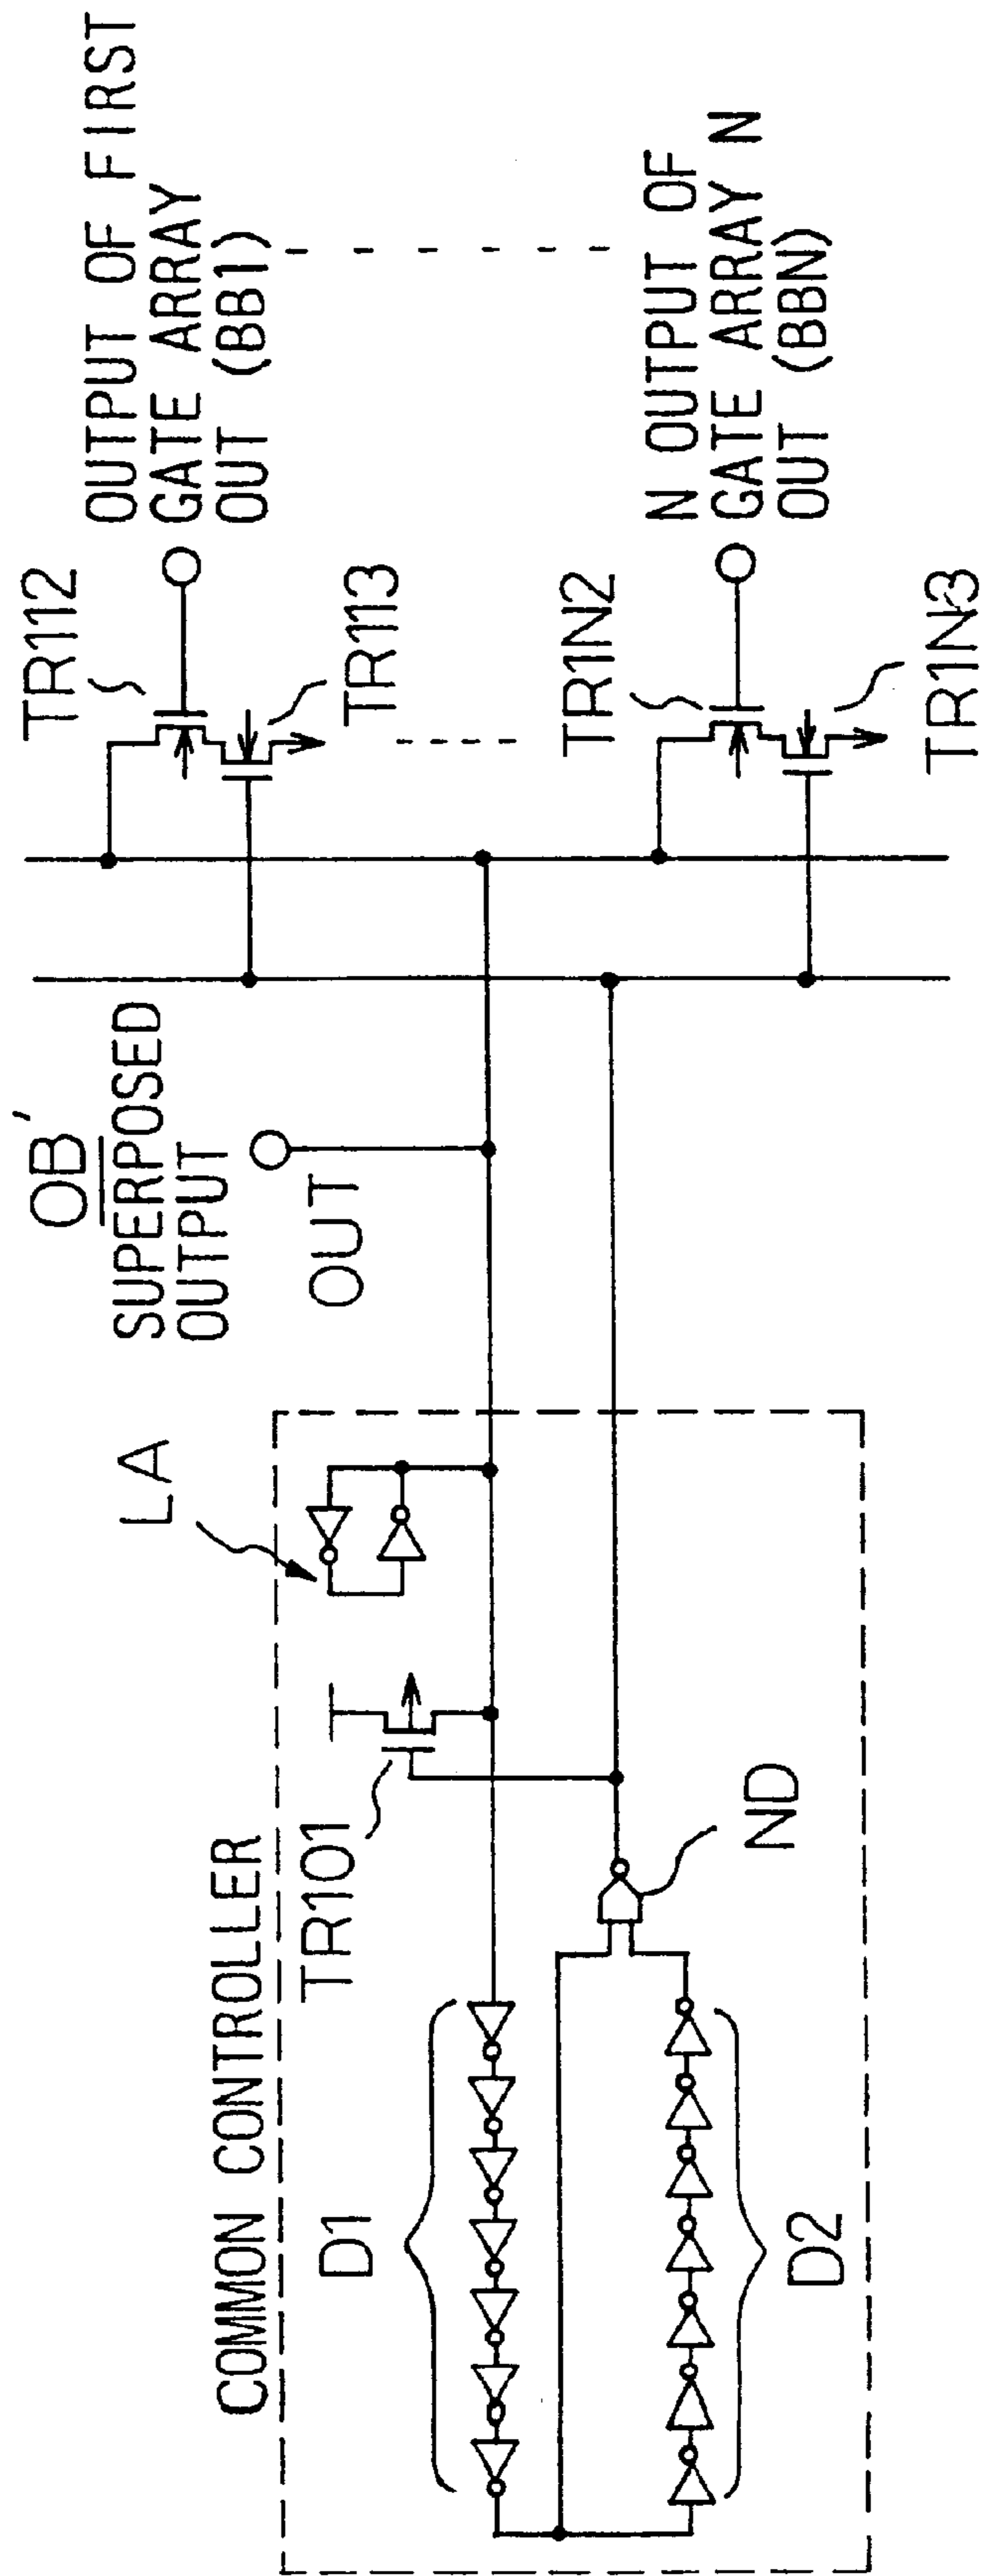 COMMON CONTROLLER
D1
D2
TR101
ND
LA
OB'
SUPERPOSED
OUTPUT
OUT
TR112
TR113
OUTPUT OF FIRST
GATE ARRAY
OUT (BB1)
TR1N2
TR1N3
N OUTPUT OF
GATE ARRAY N
OUT (BBN)